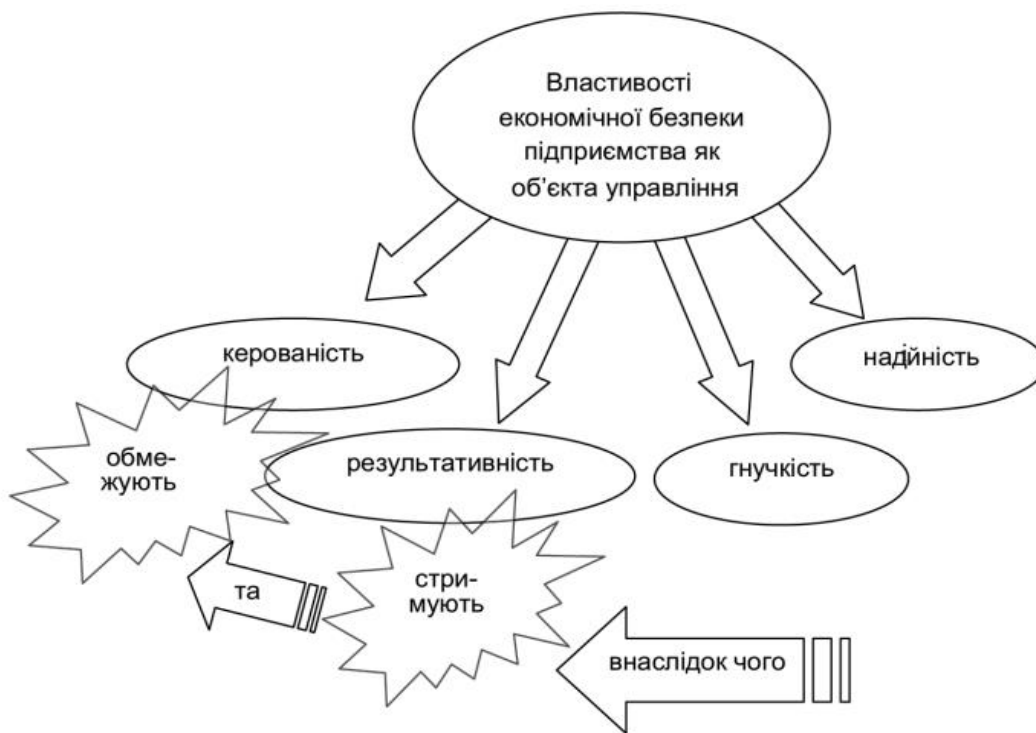 Властивості
економічної безпеки
підприємства як
об’єкта управління
керованість
надійність
обме-
жують
результативність
гнучкість
та
стри-
мують
внаслідок чого